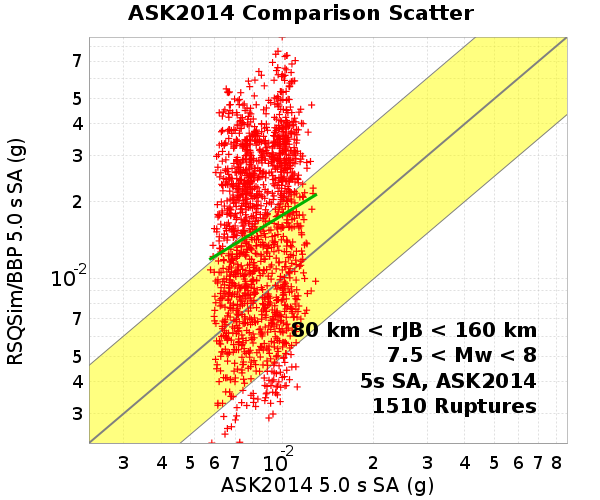 ASK2014 Comparison Scatter
RSQSim/BBP 5.0 s SA (g)
7
5
4
3
2
10-2
7
5
4
3
80 km < rJB < 160 km
7.5 < Mw < 8
5s SA, ASK2014
1510 Ruptures
3 4 5 6 7 10-2 2 3 4 5 6 7 8
ASK2014 5.0 s SA (g)